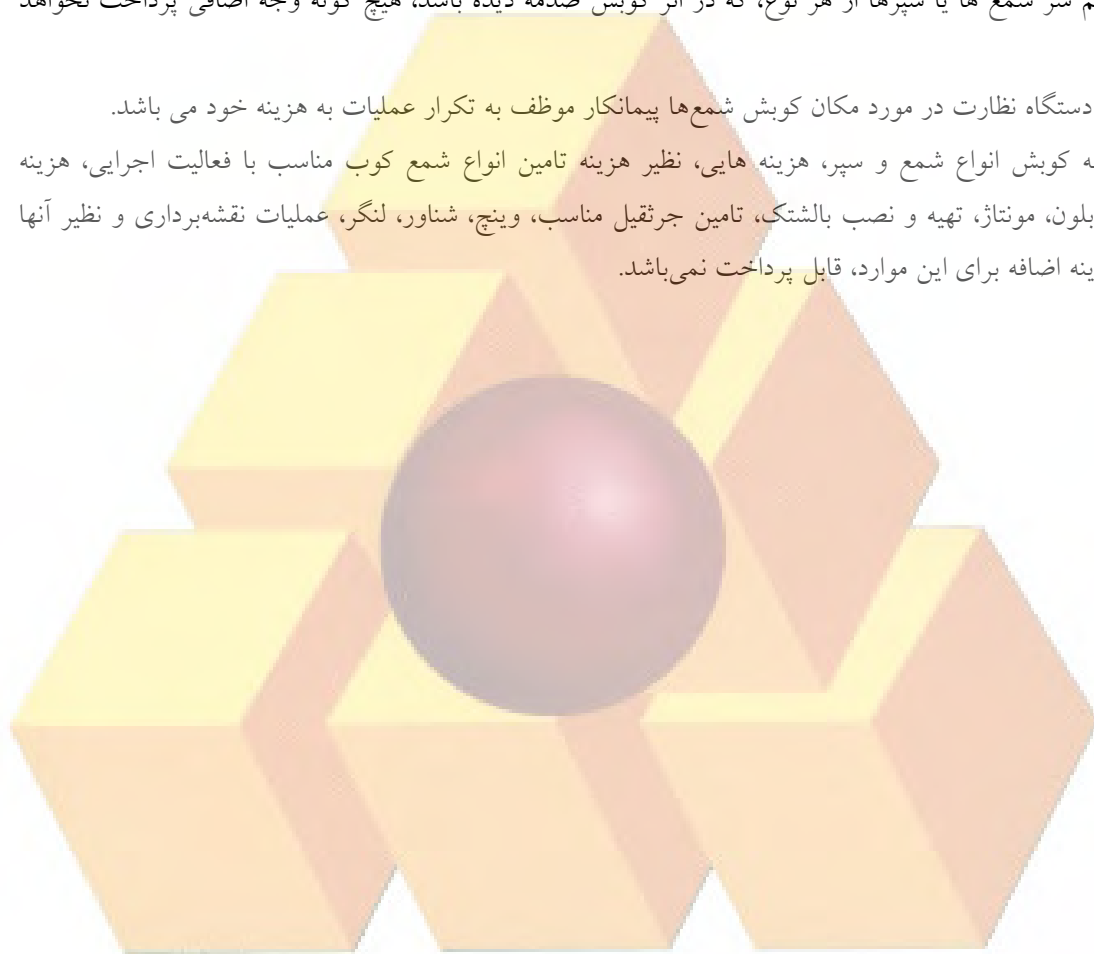 م سر شمع ها یا سپرها از هر نوع، که در اثر کوبش صدمه دیده باشد، هیچ گونه وجه اضافی پرداخت نخواهد
دستگاه نظارت در مورد مکان کوبش شمع‌ها پیمانکار موظف به تکرار عملیات به هزینه خود می باشد.
ه کوبش انواع شمع و سپر، هزینه هایی، نظیر هزینه تامین انواع شمع کوب مناسب با فعالیت اجرایی، هزینه
بلون، مونتاژ، تهیه و نصب بالشتک، تامین جرثقیل مناسب، وینچ، شناور، لنگر، عملیات نقشه‌برداری و نظیر آنها
ینه اضافه برای این موارد، قابل پرداخت نمی‌باشد.